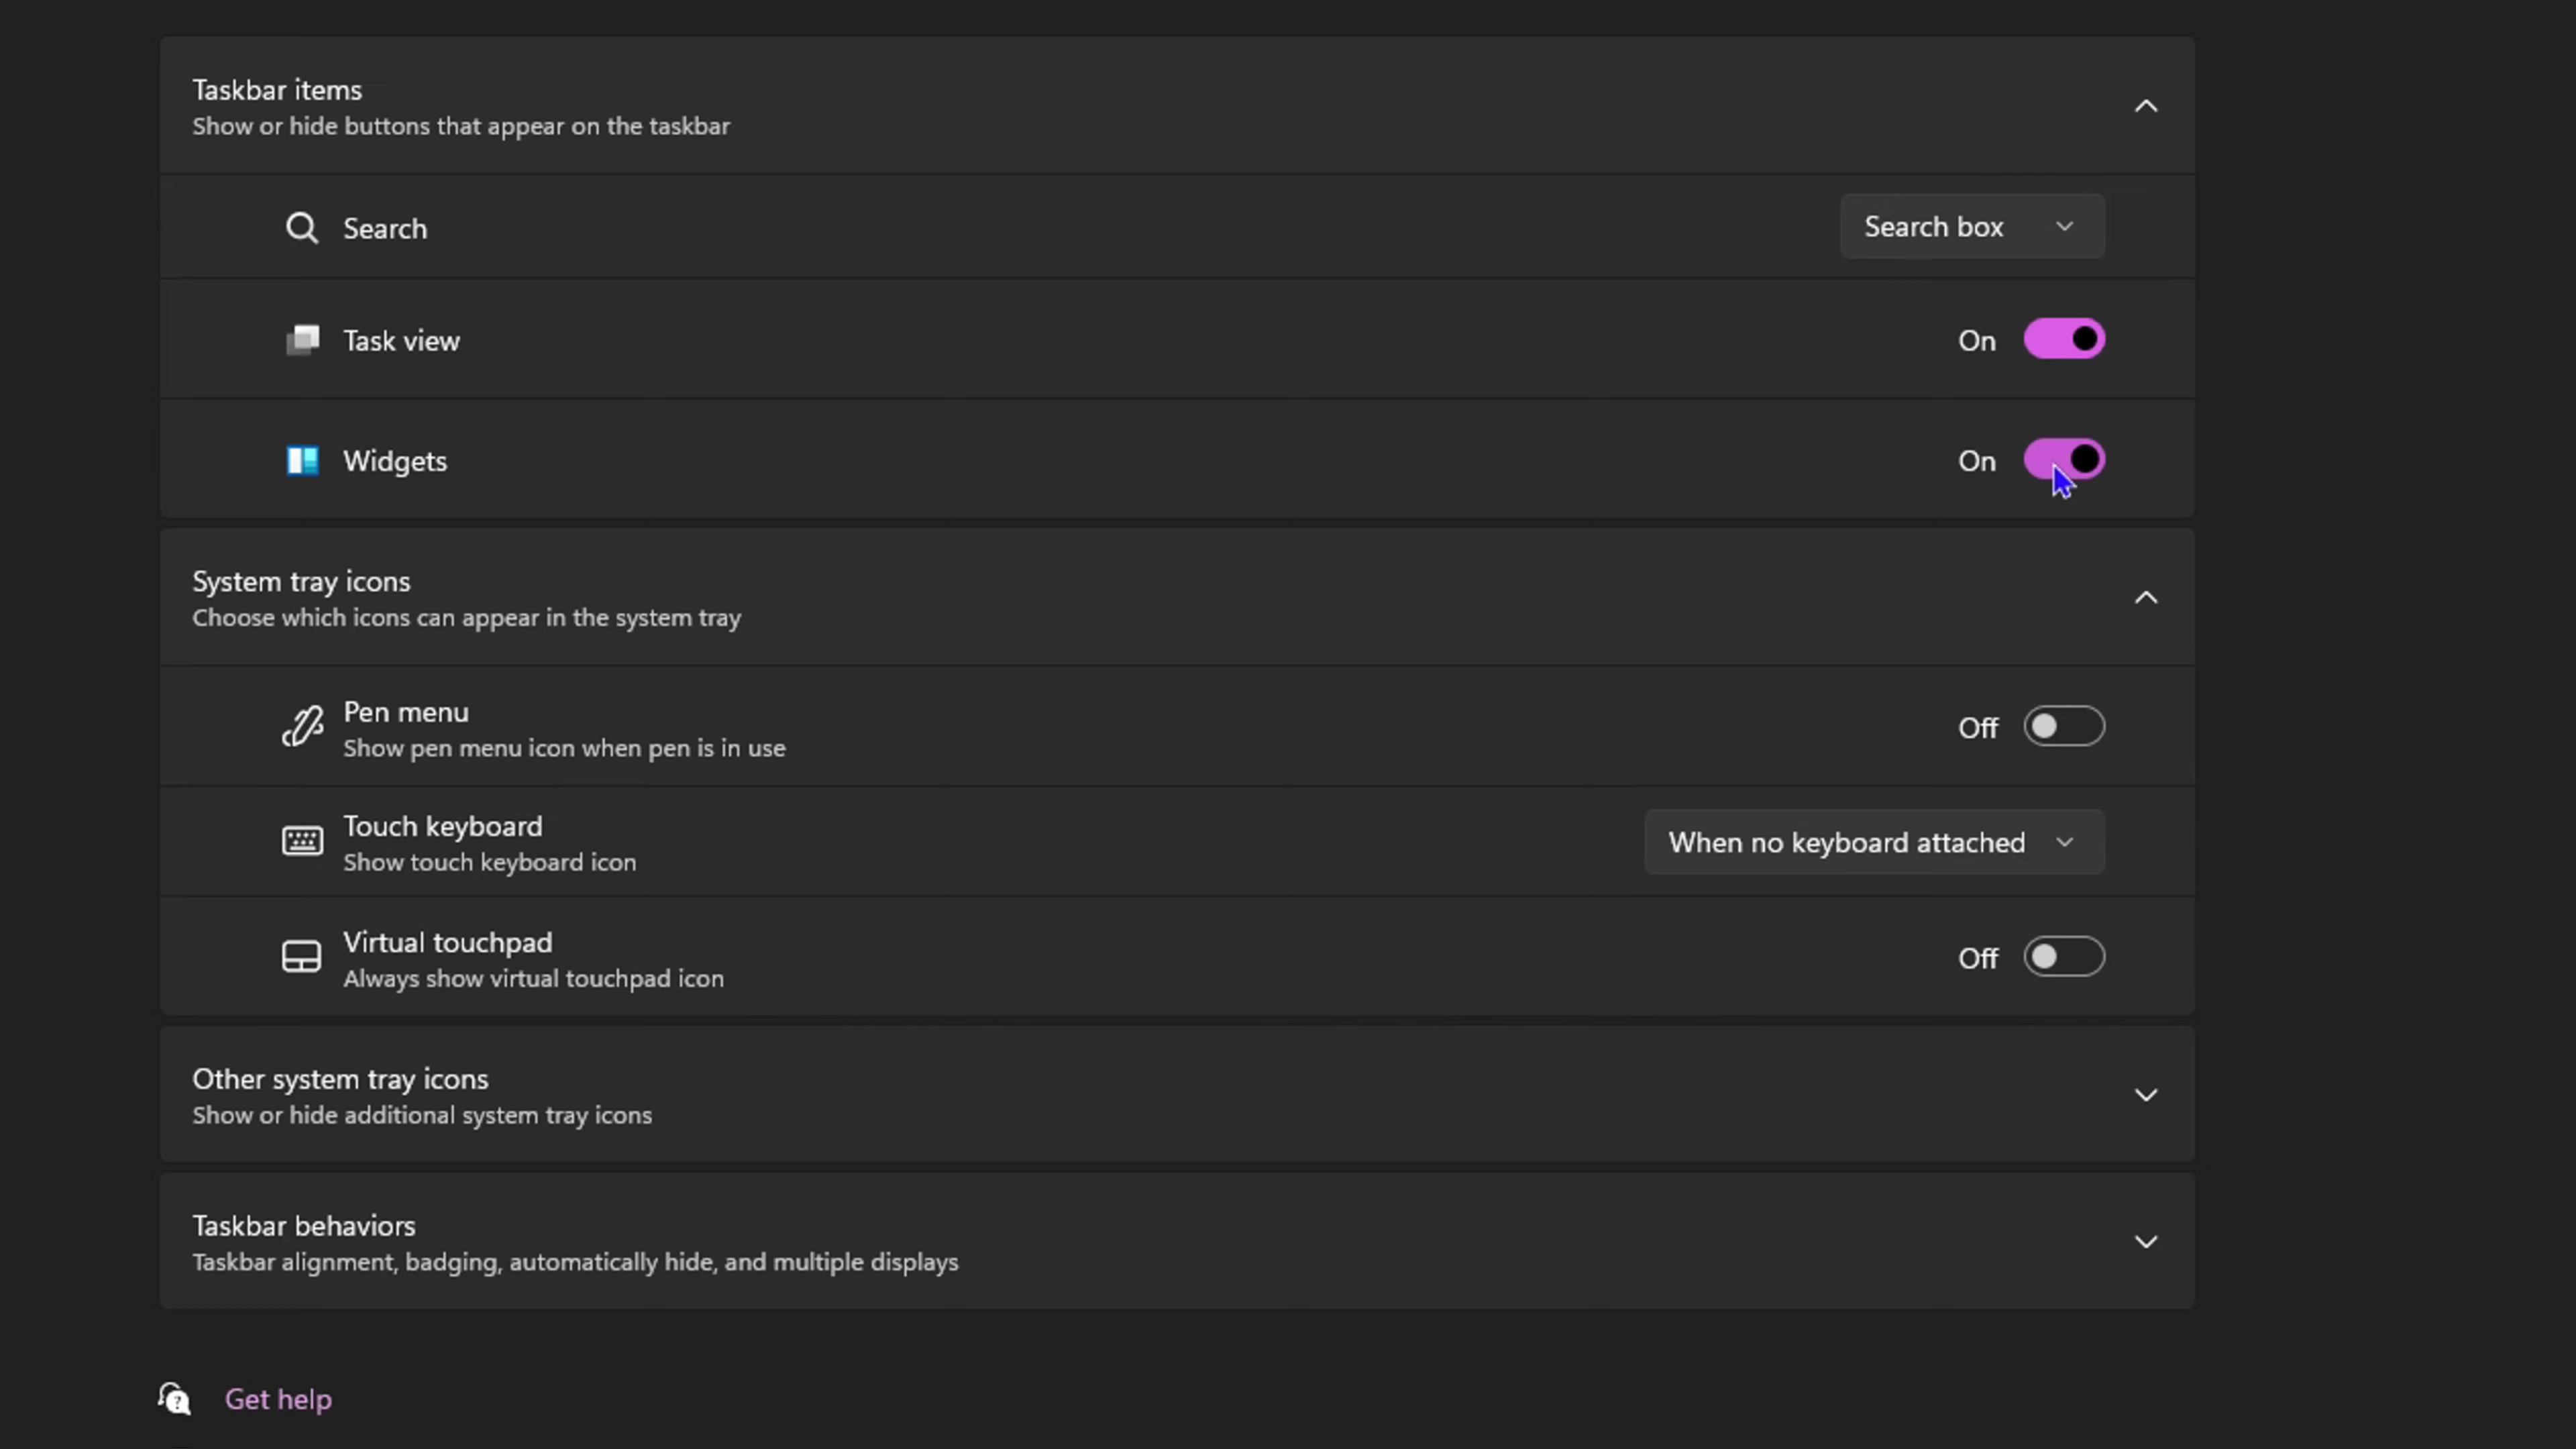 Taskbar items
Show or hide buttons that appear on the taskbar
Search
Search box
Task view
On
Widgets
On
System tray icons
Choose which icons can appear in the system tray
Pen menu
Show pen menu icon when pen is in use
Off
Touch keyboard
Show touch keyboard icon
When no keyboard attached
Virtual touchpad
Always show virtual touchpad icon
Off
Other system tray icons
Show or hide additional system tray icons
Taskbar behaviors
Taskbar alignment, badging, automatically hide, and multiple displays
Get help